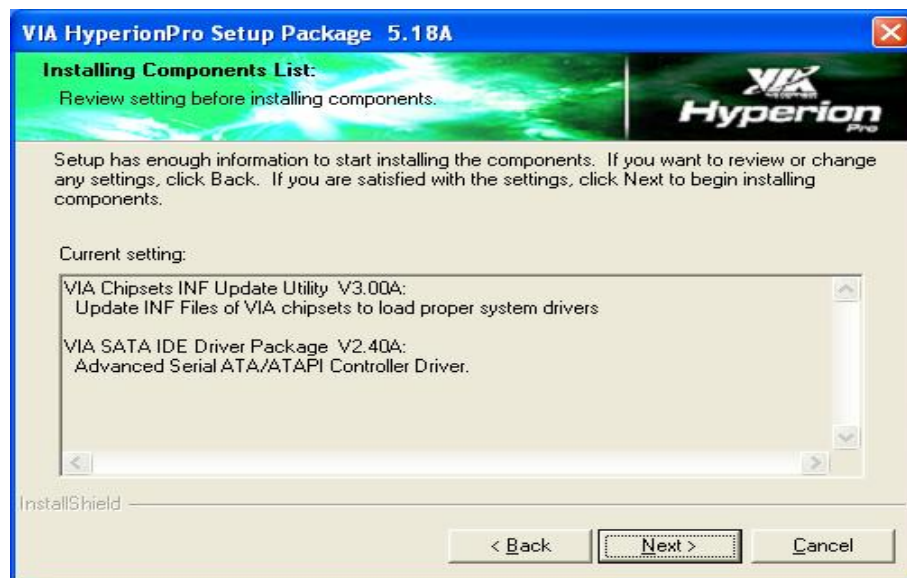 VIA HyperionPro Setup Package 5.18A
Installing Components List:
Review setting before installing components.
VIA
Hyperion
Pro
Setup has enough information to start installing the components. If you want to review or change
any settings, click Back. If you are satisfied with the settings, click Next to begin installing
components.
Current setting:
VIA Chipsets INF Update Utility V3.00A:
Update INF Files of VIA chipsets to load proper system drivers
VIA SATA IDE Driver Package V2.40A:
Advanced Serial ATA/ATAPI Controller Driver.
InstallShield
< Back
Next >
Cancel